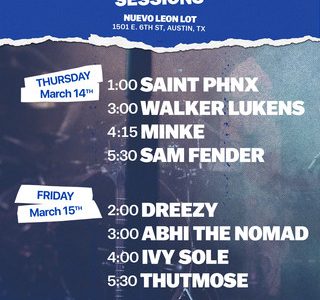 SESSIONS
NUEVO LEON LOT
1501 E. 6TH ST, AUSTIN, TX
THURSDAY
March 14TH
1:00 SAINT PHNX
3:00 WALKER LUKENS
4:15 MINKE
5:30 SAM FENDER
FRIDAY
March 15TH
2:00 DREEZY
3:00 ABHI THE NOMAD
4:00 IVY SOLE
5:30 THUTMOSE